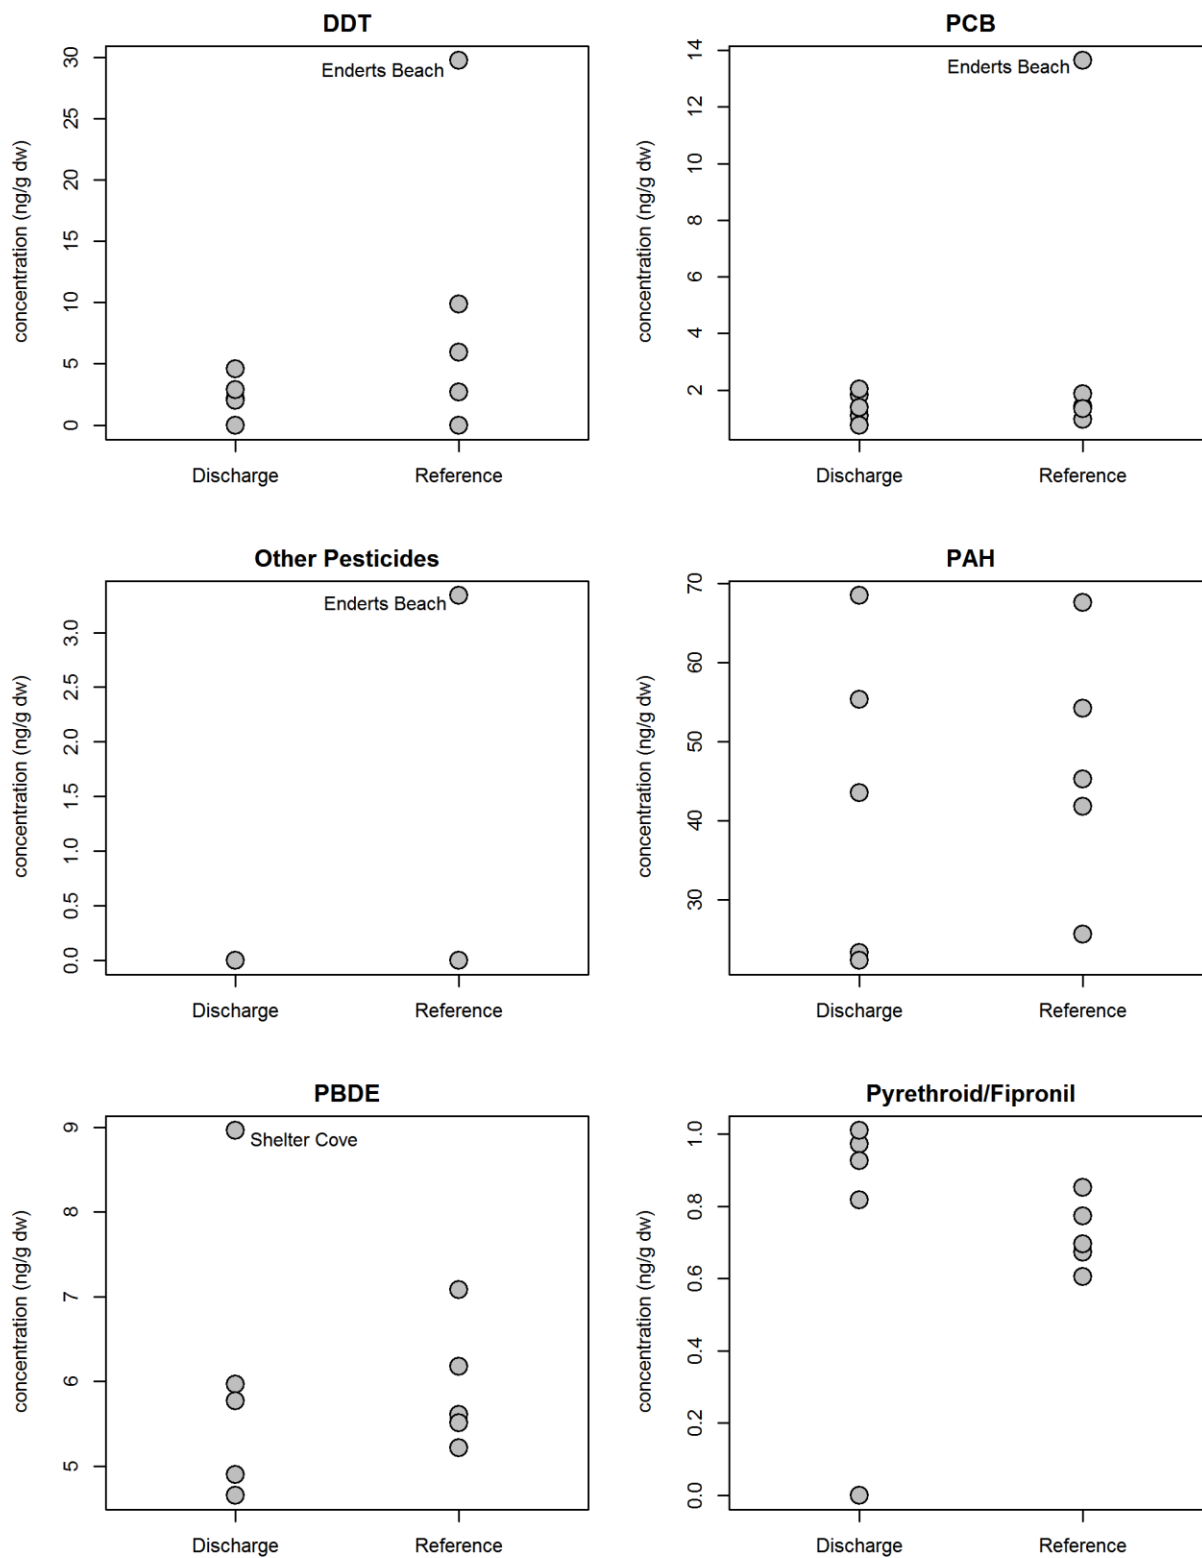 DDT
concentration (ng/g dw)
30
25
20
15
10
5
0
Enderts Beach
Discharge
Reference
PCB
concentration (ng/g dw)
14
12
10
8
6
4
2
Enderts Beach
Discharge
Reference
Other Pesticides
concentration (ng/g dw)
3.0
2.5
2.0
1.5
1.0
0.5
0.0
Enderts Beach
Discharge
Reference
PAH
concentration (ng/g dw)
70
60
50
40
30
Discharge
Reference
PBDE
concentration (ng/g dw)
9
8
7
6
5
Shelter Cove
Discharge
Reference
Pyrethroid/Fipronil
concentration (ng/g dw)
1.0
0.8
0.6
0.4
0.2
0.0
Discharge
Reference